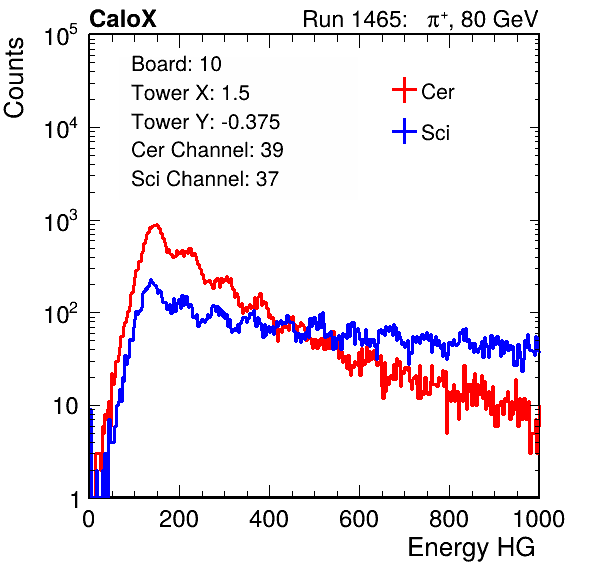 CaloX Run 1465: π⁺, 80 GeV
Counts
10⁵
10⁴
10³
10²
10
1
Board: 10
Tower X: 1.5
Tower Y: -0.375
Cer Channel: 39
Sci Channel: 37
Cer
Sci
0 200 400 600 800 1000
Energy HG